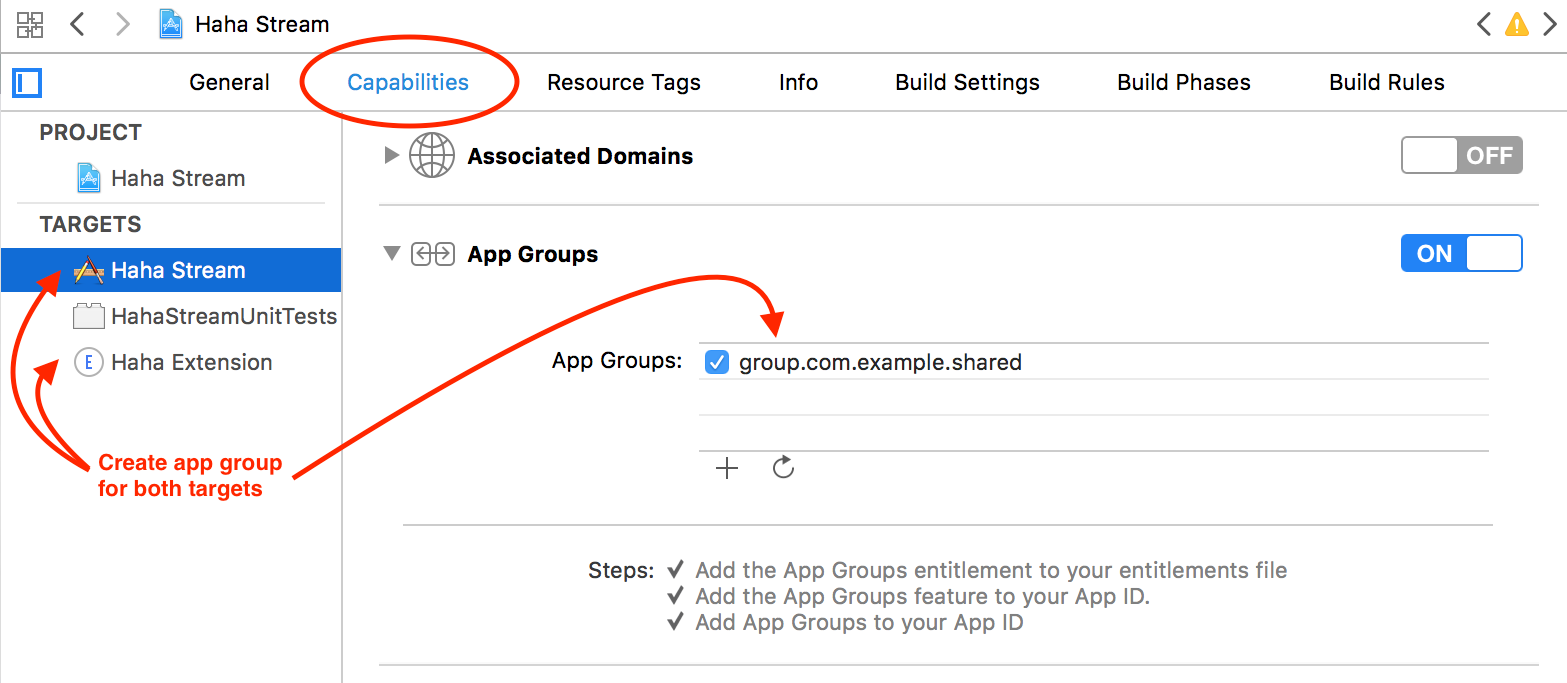 Haha Stream
General Capabilities Resource Tags Info Build Settings Build Phases Build Rules
PROJECT
Haha Stream
TARGETS
Haha Stream
HahaStreamUnitTests
E Haha Extension
Create app group
for both targets
Associated Domains OFF
App Groups ON
App Groups: group.com.example.shared
Steps: ✓ Add the App Groups entitlement to your entitlements file
✓ Add the App Groups feature to your App ID.
✓ Add App Groups to your App ID